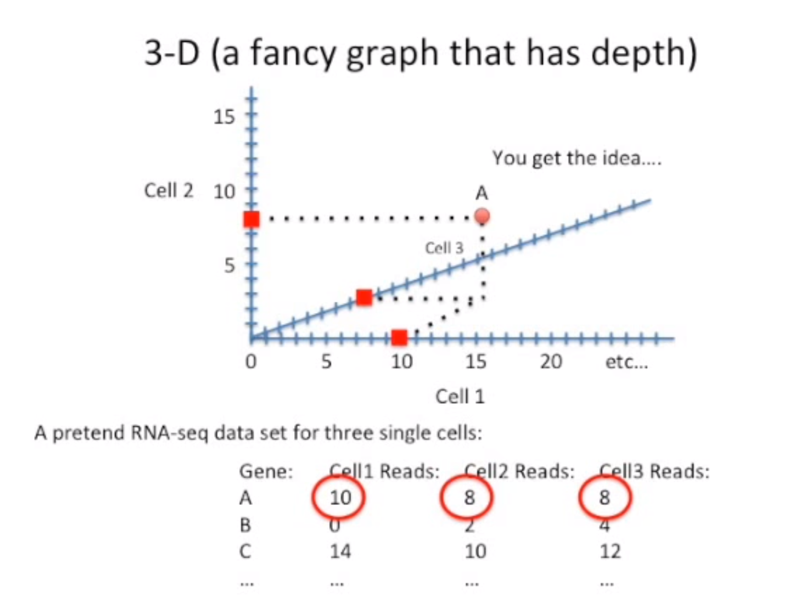 3-D (a fancy graph that has depth)
15
You get the idea....
Cell 2 10
A
Cell 3
5
0 5 10 15 20 etc...
Cell 1
A pretend RNA-seq data set for three single cells:
Gene: Cell1 Reads: Cell2 Reads: Cell3 Reads:
A 10 8 8
B 0 2 4
C 14 10 12
... ... ... ...